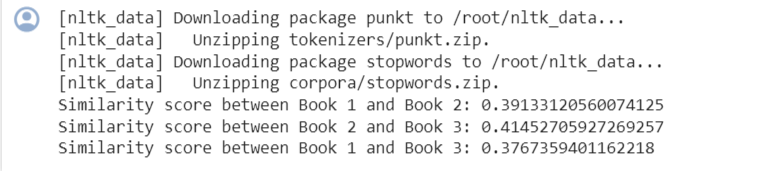 [nltk_data] Downloading package punkt to /root/nltk_data...
[nltk_data]   Unzipping tokenizers/punkt.zip.
[nltk_data] Downloading package stopwords to /root/nltk_data...
[nltk_data]   Unzipping corpora/stopwords.zip.
Similarity score between Book 1 and Book 2: 0.39133120560074125
Similarity score between Book 2 and Book 3: 0.41452705927269257
Similarity score between Book 1 and Book 3: 0.3767359401162218